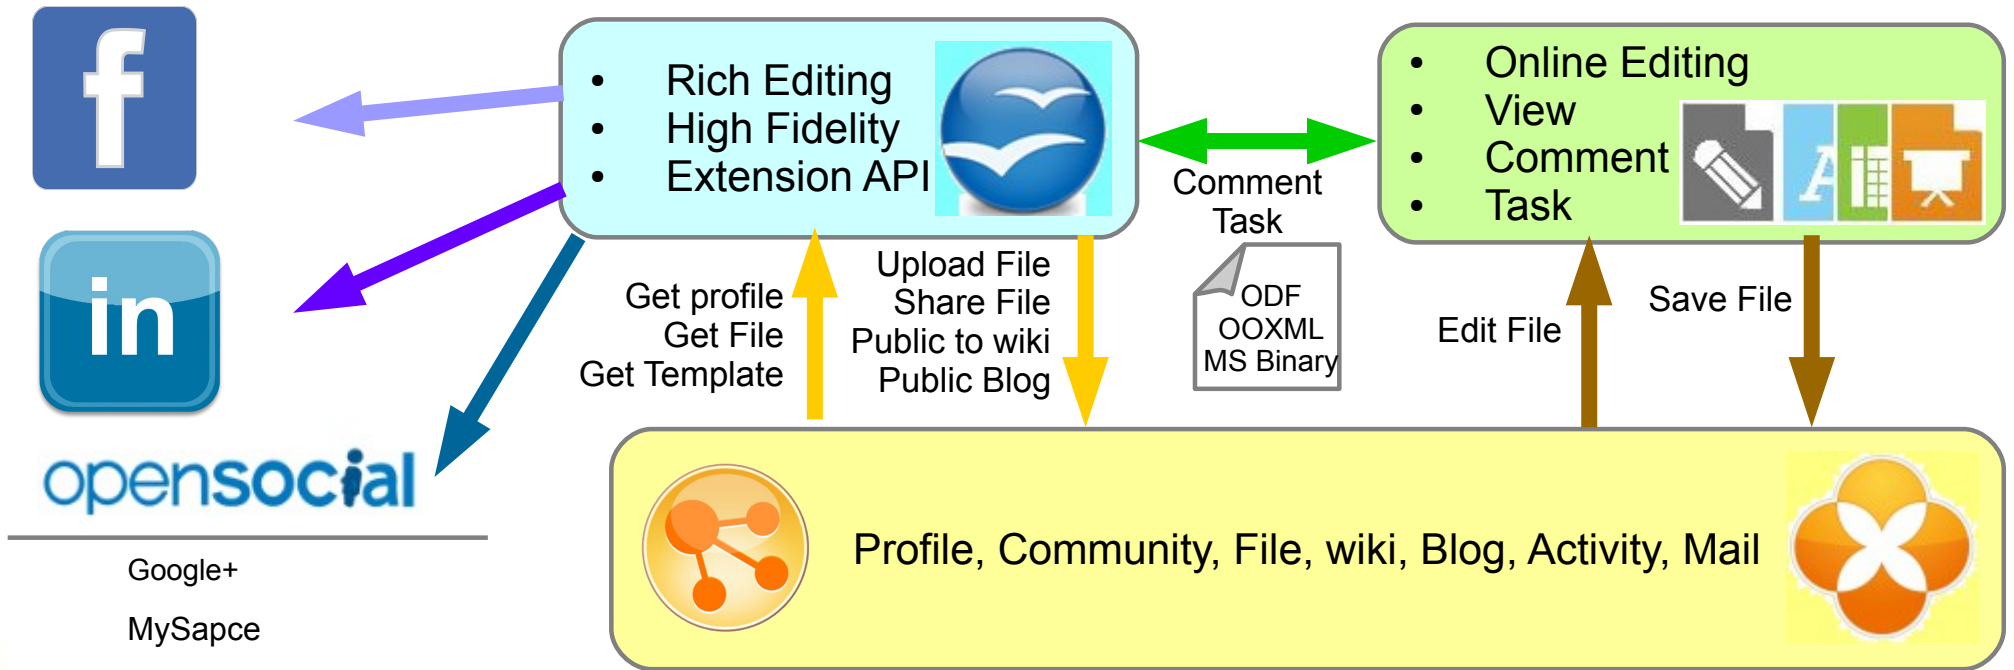 f
in
opensocial
Google+
MySapce
• Rich Editing
• High Fidelity
• Extension API
Comment
Task
ODF
OOXML
MS Binary
• Online Editing
• View
• Comment
• Task
A
Get profile
Get File
Get Template
Upload File
Share File
Public to wiki
Public Blog
Edit File
Save File
Profile, Community, File, wiki, Blog, Activity, Mail